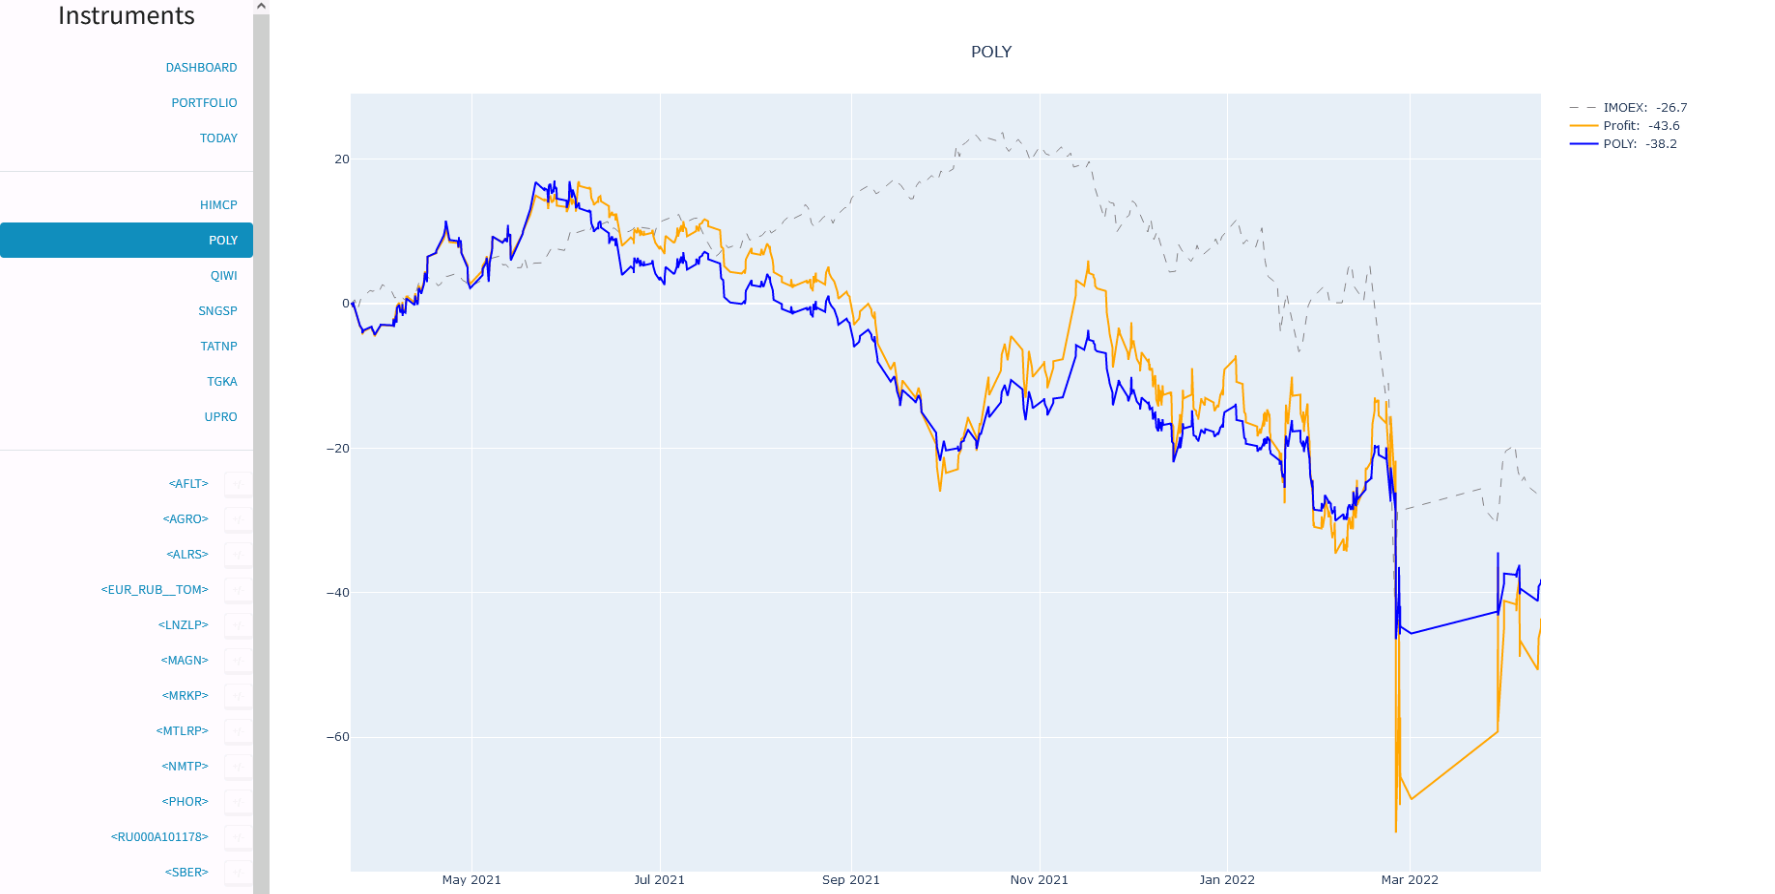 Instruments
DASHBOARD
PORTFOLIO
TODAY
HIMCP
POLY
QIWI
SNGSP
TATNP
TGKA
UPRO
<AFLT>
<AGRO>
<ALRS>
<EUR_RUB__TOM>
<LNZLP>
<MAGN>
<MRKP>
<MTLRP>
<NMTP>
<PHOR>
<RU000A101178>
<SBER>
POLY
IMOEX: -26.7
Profit: -43.6
POLY: -38.2
20
0
−20
−40
−60
May 2021 Jul 2021 Sep 2021 Nov 2021 Jan 2022 Mar 2022